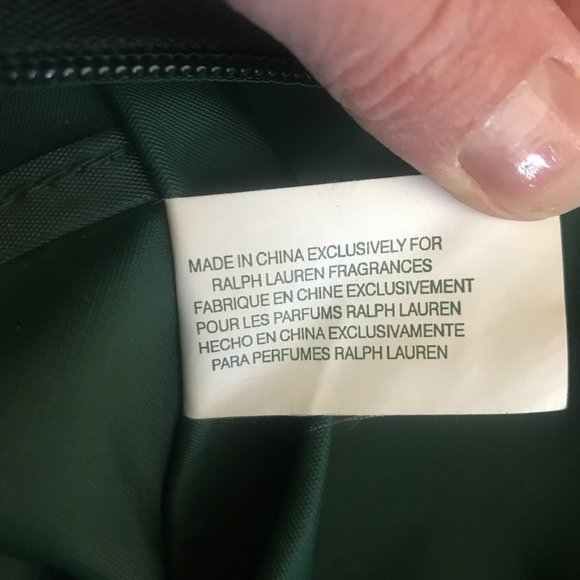 MADE IN CHINA EXCLUSIVELY FOR
RALPH LAUREN FRAGRANCES
FABRIQUE EN CHINE EXCLUSIVEMENT
POUR LES PARFUMS RALPH LAUREN
HECHO EN CHINA EXCLUSIVAMENTE
PARA PERFUMES RALPH LAUREN